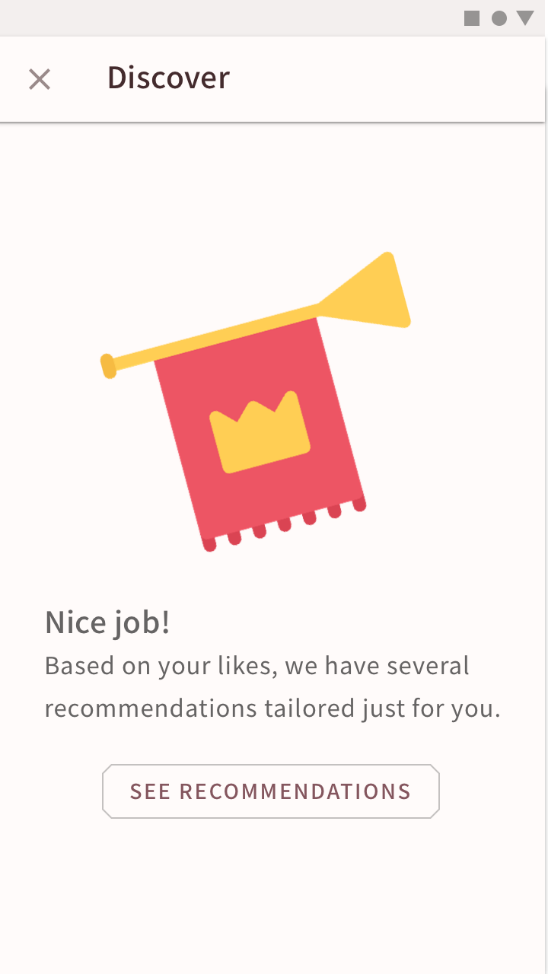 Discover
Nice job!
Based on your likes, we have several
recommendations tailored just for you.
SEE RECOMMENDATIONS